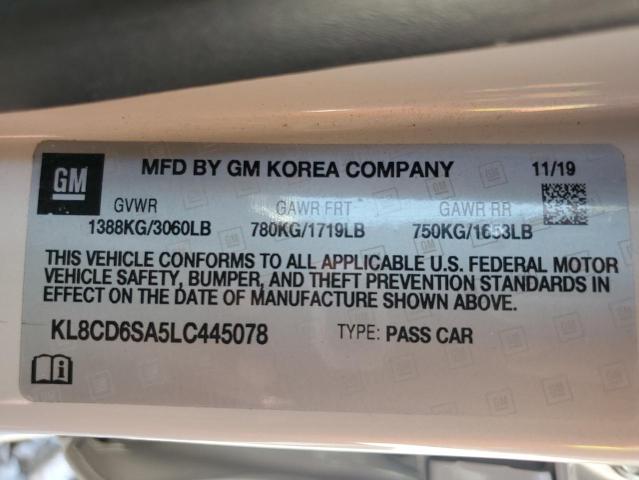 GM
MFD BY GM KOREA COMPANY 11/19
GVWR GAWR FRT GAWR RR
1388KG/3060LB 780KG/1719LB 750KG/1653LB
THIS VEHICLE CONFORMS TO ALL APPLICABLE U.S. FEDERAL MOTOR
VEHICLE SAFETY, BUMPER, AND THEFT PREVENTION STANDARDS IN
EFFECT ON THE DATE OF MANUFACTURE SHOWN ABOVE.
KL8CD6SA5LC445078 TYPE: PASS CAR